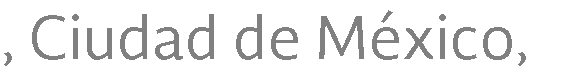 , Ciudad de México,